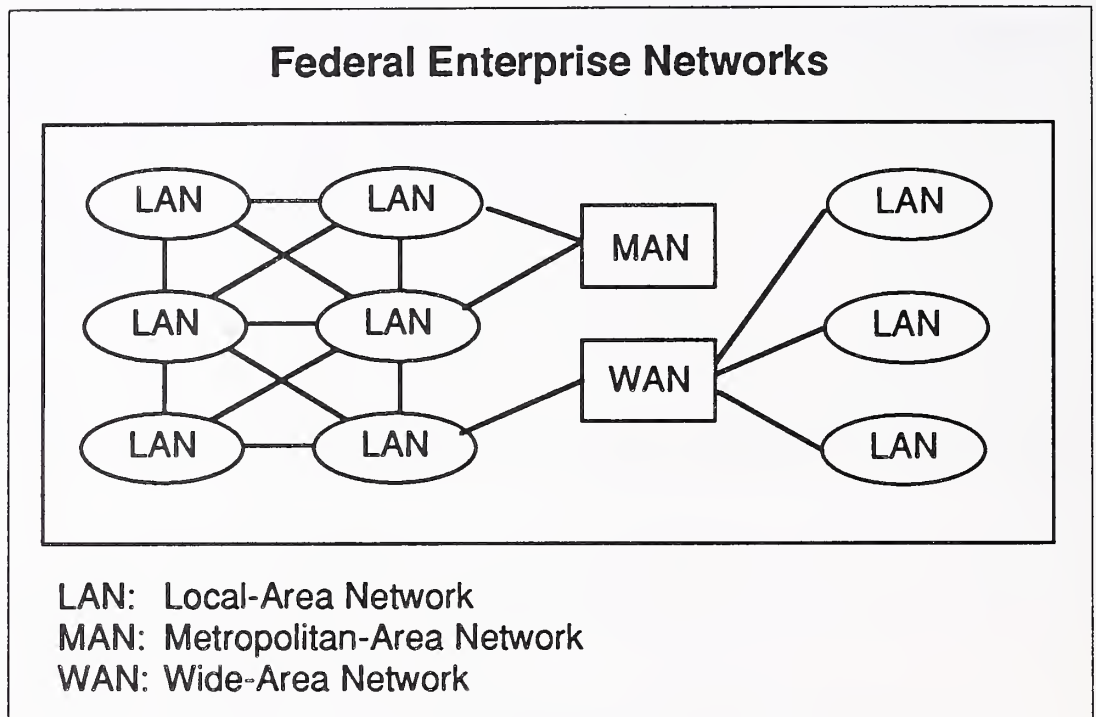 Federal Enterprise Networks
LAN LAN LAN
MAN
LAN LAN LAN
WAN
LAN LAN LAN
LAN: Local-Area Network
MAN: Metropolitan-Area Network
WAN: Wide-Area Network